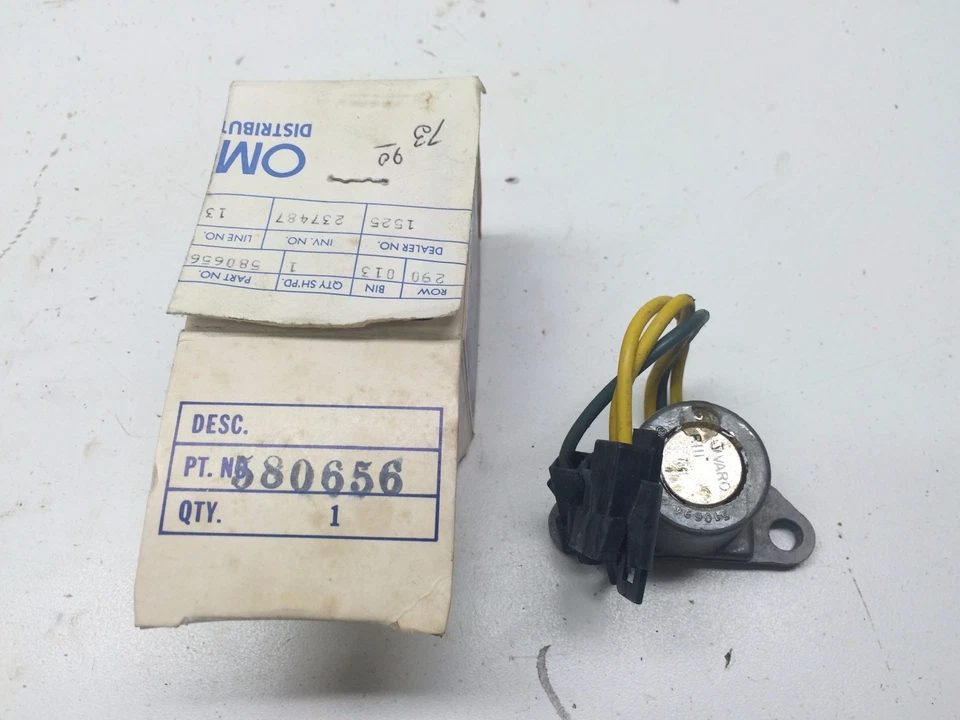 OM
DISTRIBUT
73
90
ROW BIN QTY SH'PD. PART NO.
290 013 1 580656
DEALER NO. INV. NO. LINE NO.
1525 237487 13
DESC.
PT. NO. 580656
QTY. 1
VARO